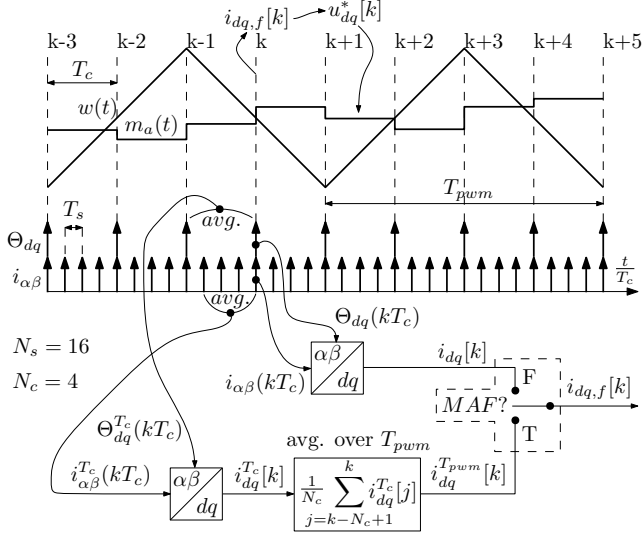 i_{dq,f}[k] u^*_{dq}[k]
k-3 k-2 k-1 k k+1 k+2 k+3 k+4 k+5
T_c
w(t)
m_a(t)
T_{pwm}
T_s avg.
Θ_{dq}
i_{αβ}
t/T_c
avg.
Θ_{dq}(kT_c)
N_s = 16
αβ
dq
i_{dq}[k]
F
i_{dq,f}[k]
i_{αβ}(kT_c)
N_c = 4
MAF?
Θ^{T_c}_{dq}(kT_c)
T
avg. over T_{pwm}
i^{T_c}_{αβ}(kT_c)
αβ
dq
i^{T_c}_{dq}[k]
\frac{1}{N_c} \sum_{j=k-N_c+1}^{k} i^{T_c}_{dq}[j]
i^{T_{pwm}}_{dq}[k]